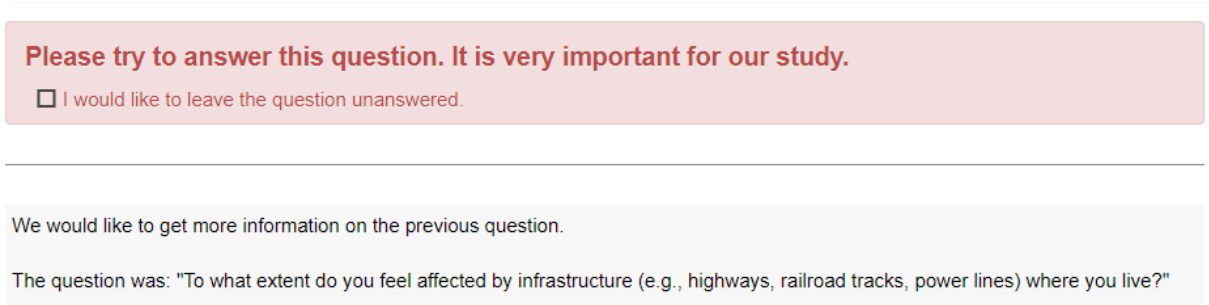 Please try to answer this question. It is very important for our study.
I would like to leave the question unanswered.
We would like to get more information on the previous question.
The question was: "To what extent do you feel affected by infrastructure (e.g., highways, railroad tracks, power lines) where you live?"